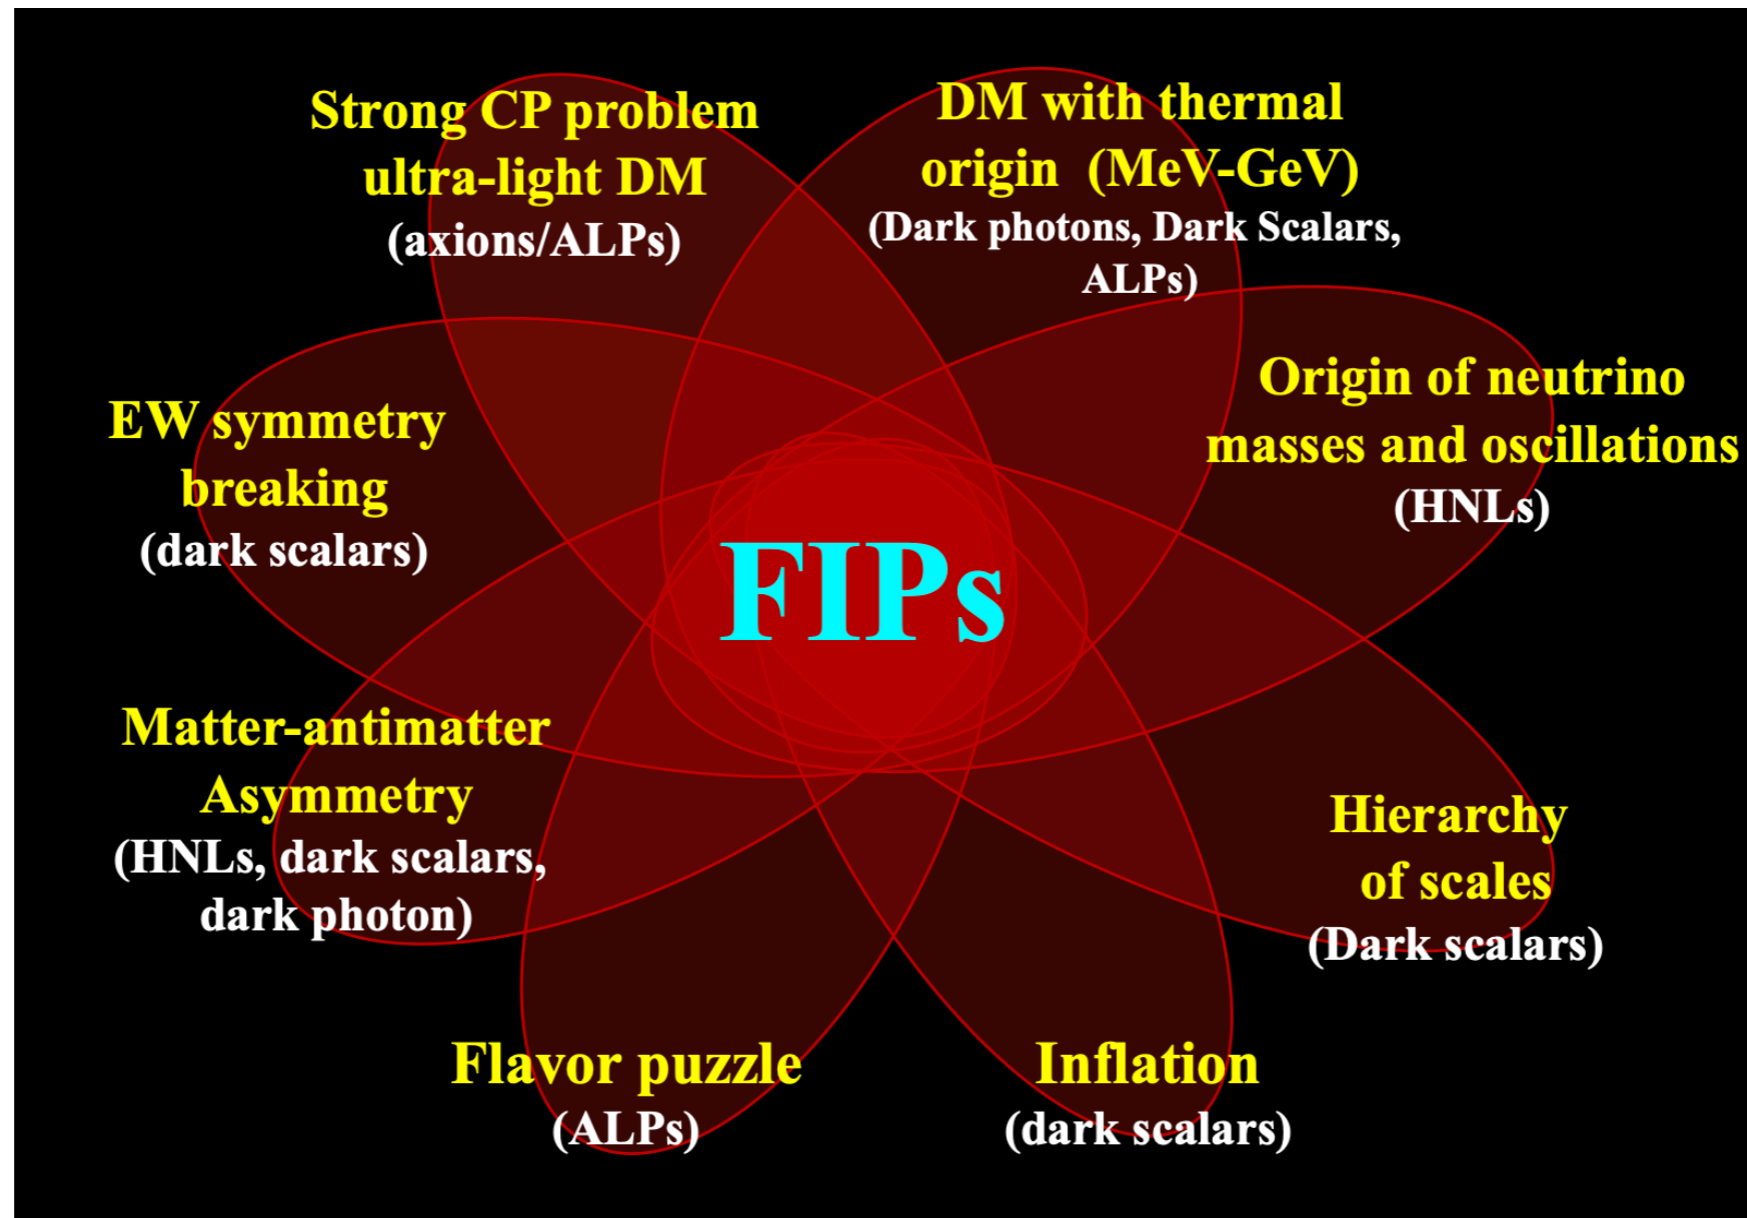 Strong CP problem
ultra-light DM
(axions/ALPs)
DM with thermal
origin (MeV-GeV)
(Dark photons, Dark Scalars,
ALPs)
Origin of neutrino
masses and oscillations
(HNLs)
EW symmetry
breaking
(dark scalars)
FIPs
Matter-antimatter
Asymmetry
(HNLs, dark scalars,
dark photon)
Hierarchy
of scales
(Dark scalars)
Flavor puzzle
(ALPs)
Inflation
(dark scalars)